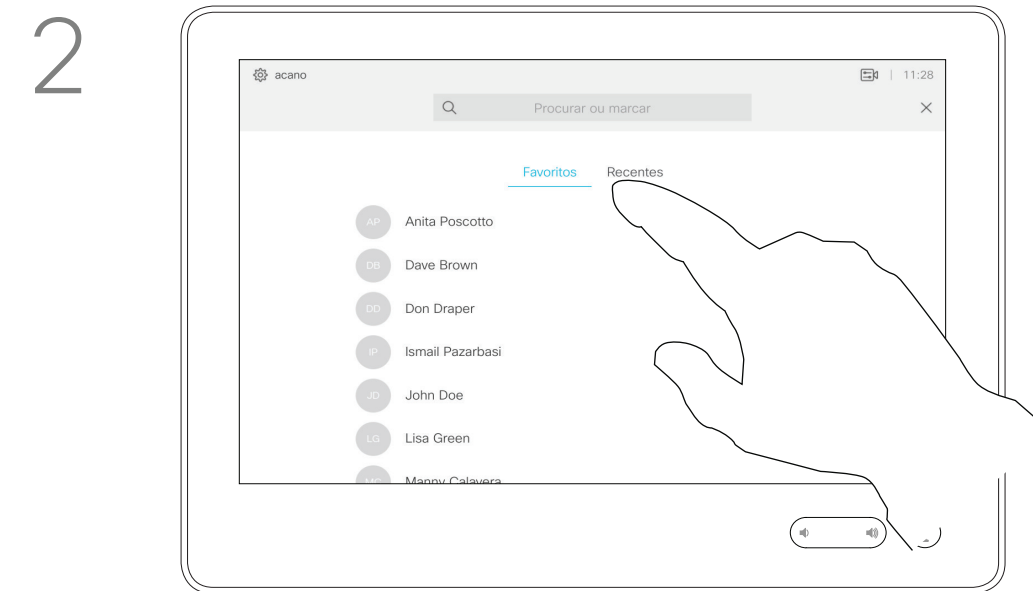 2
acano
11:28
Procurar ou marcar
Favoritos Recentes
AP Anita Poscotto
DB Dave Brown
DD Don Draper
IP Ismail Pazarbasi
JD John Doe
LG Lisa Green
MC Manny Calavera